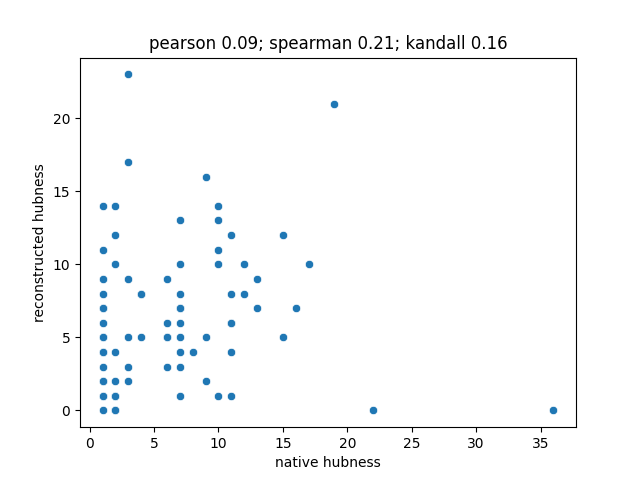 pearson 0.09; spearman 0.21; kandall 0.16
20
15
10
5
0
reconstructed hubness
0 5 10 15 20 25 30 35
native hubness